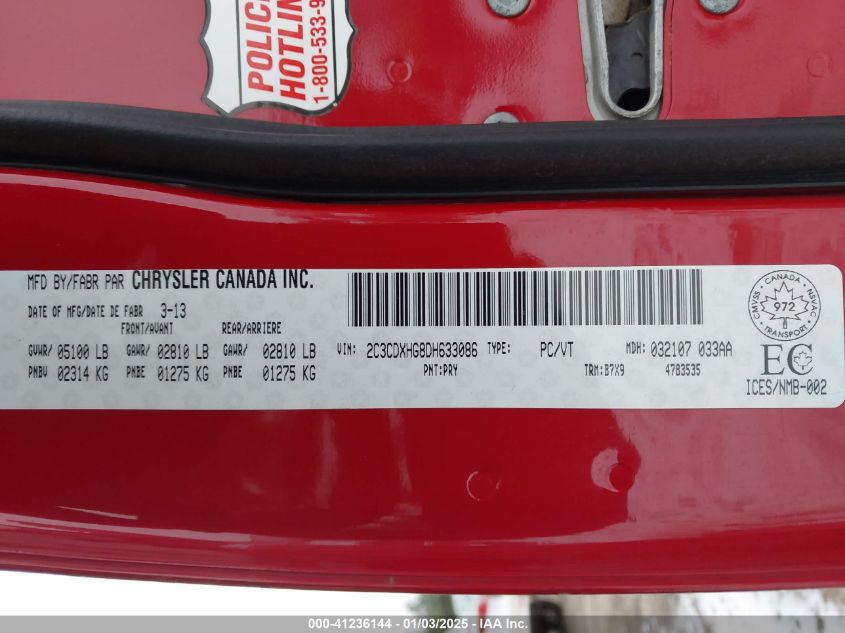 POLICE
HOTLINE
1-800-533-9
MFD BY/FABR PAR CHRYSLER CANADA INC.
DATE OF MFG/DATE DE FABR 3-13
FRONT/AVANT REAR/ARRIERE
GVWR/ 05100 LB GAWR/ 02810 LB GAWR/ 02810 LB
PNBV 02314 KG PNBE 01275 KG PNBE 01275 KG
VIN: 2C3CDXHG8DH633086 TYPE: PC/VT MDH: 032107 033AA
PNT:PRY TRM:B7X9 4783535
CANADA
CMVSS NSVAC
972
TRANSPORT
EC
ICES/NMB-002
000-41236144 - 01/03/2025 - IAA Inc.